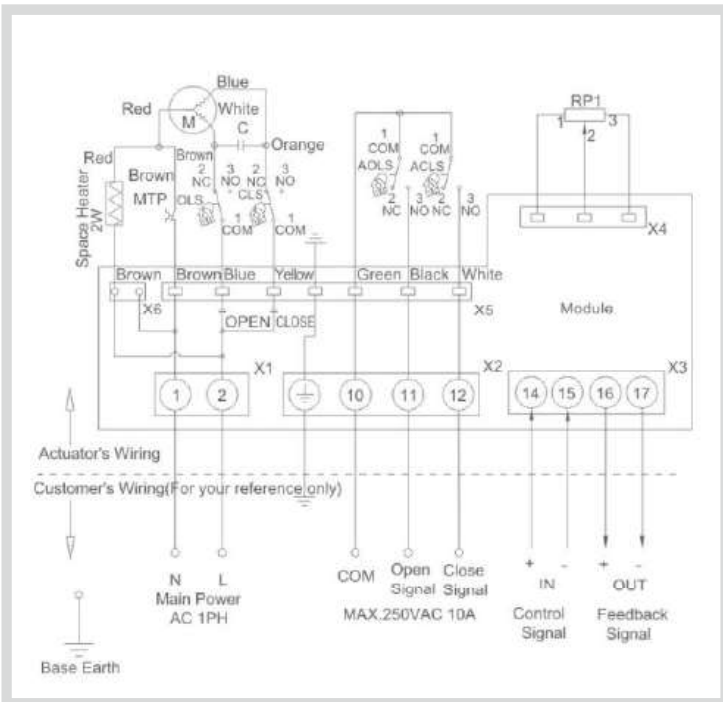 Blue
Red
White
M
C
RP1
Orange
1
2
3
Red
Brown
Brown
MTP
Space Heater
2W
2
NC
3
NO
2
NC
3
NO
OLS
CLS
1
COM
1
COM
1
COM
AOLS
1
COM
ACLS
2
NC
3
NO
2
NC
3
NO
X4
Brown
Brown
Blue
Yellow
Green
Black
White
X6
X5
OPEN
CLOSE
Module
X1
X2
X3
1
2
10
11
12
14
15
16
17
Actuator's Wiring
Customer's Wiring(For your reference only)
N
L
Main Power
AC 1PH
COM
Open
Signal
Close
Signal
MAX.250VAC 10A
+
-
IN
Control
Signal
+
-
OUT
Feedback
Signal
Base Earth